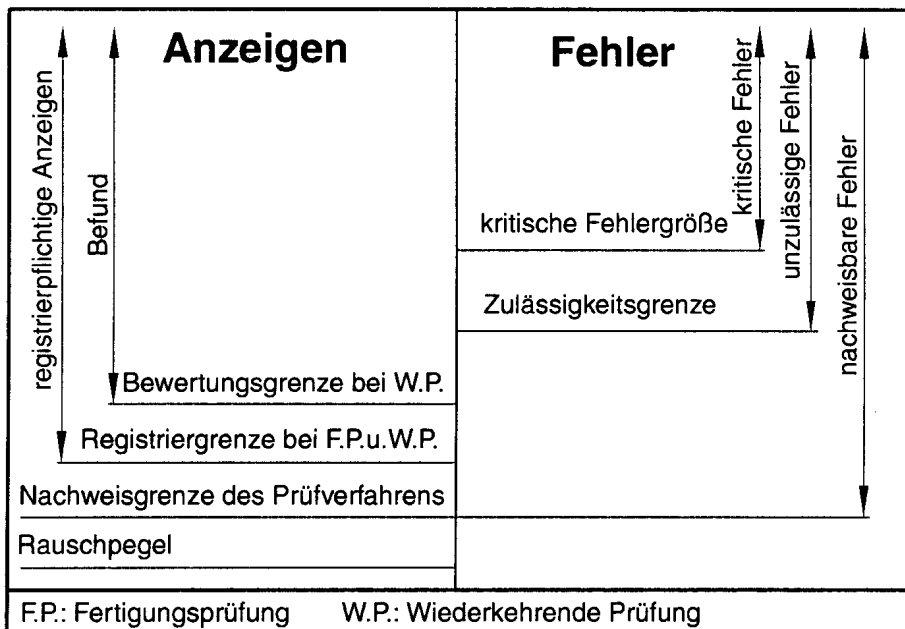 Anzeigen
registrierpflichtige Anzeigen
Befund
Bewertungsgrenze bei W.P.
Registriergrenze bei F.P.u.W.P.
Nachweisgrenze des Prüfverfahrens
Rauschpegel
Fehler
kritische Fehler
unzulässige Fehler
nachweisbare Fehler
kritische Fehlergröße
Zulässigkeitsgrenze
F.P.: Fertigungsprüfung W.P.: Wiederkehrende Prüfung